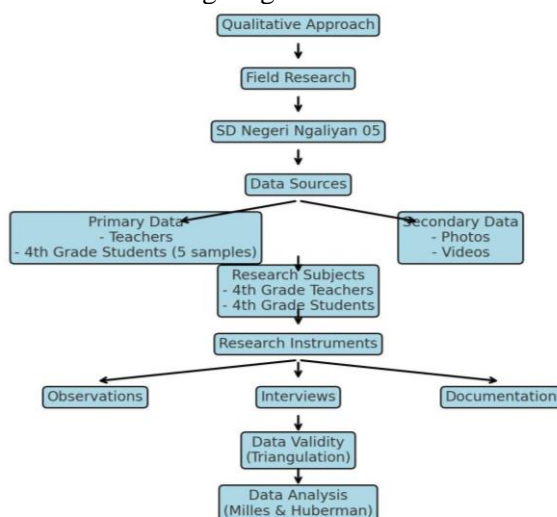 Qualitative Approach
Field Research
SD Negeri Ngaliyan 05
Data Sources
Primary Data
- Teachers
- 4th Grade Students (5 samples)
Secondary Data
- Photos
- Videos
Research Subjects
- 4th Grade Teachers
- 4th Grade Students
Research Instruments
Observations
Interviews
Documentation
Data Validity
(Triangulation)
Data Analysis
(Milles & Huberman)